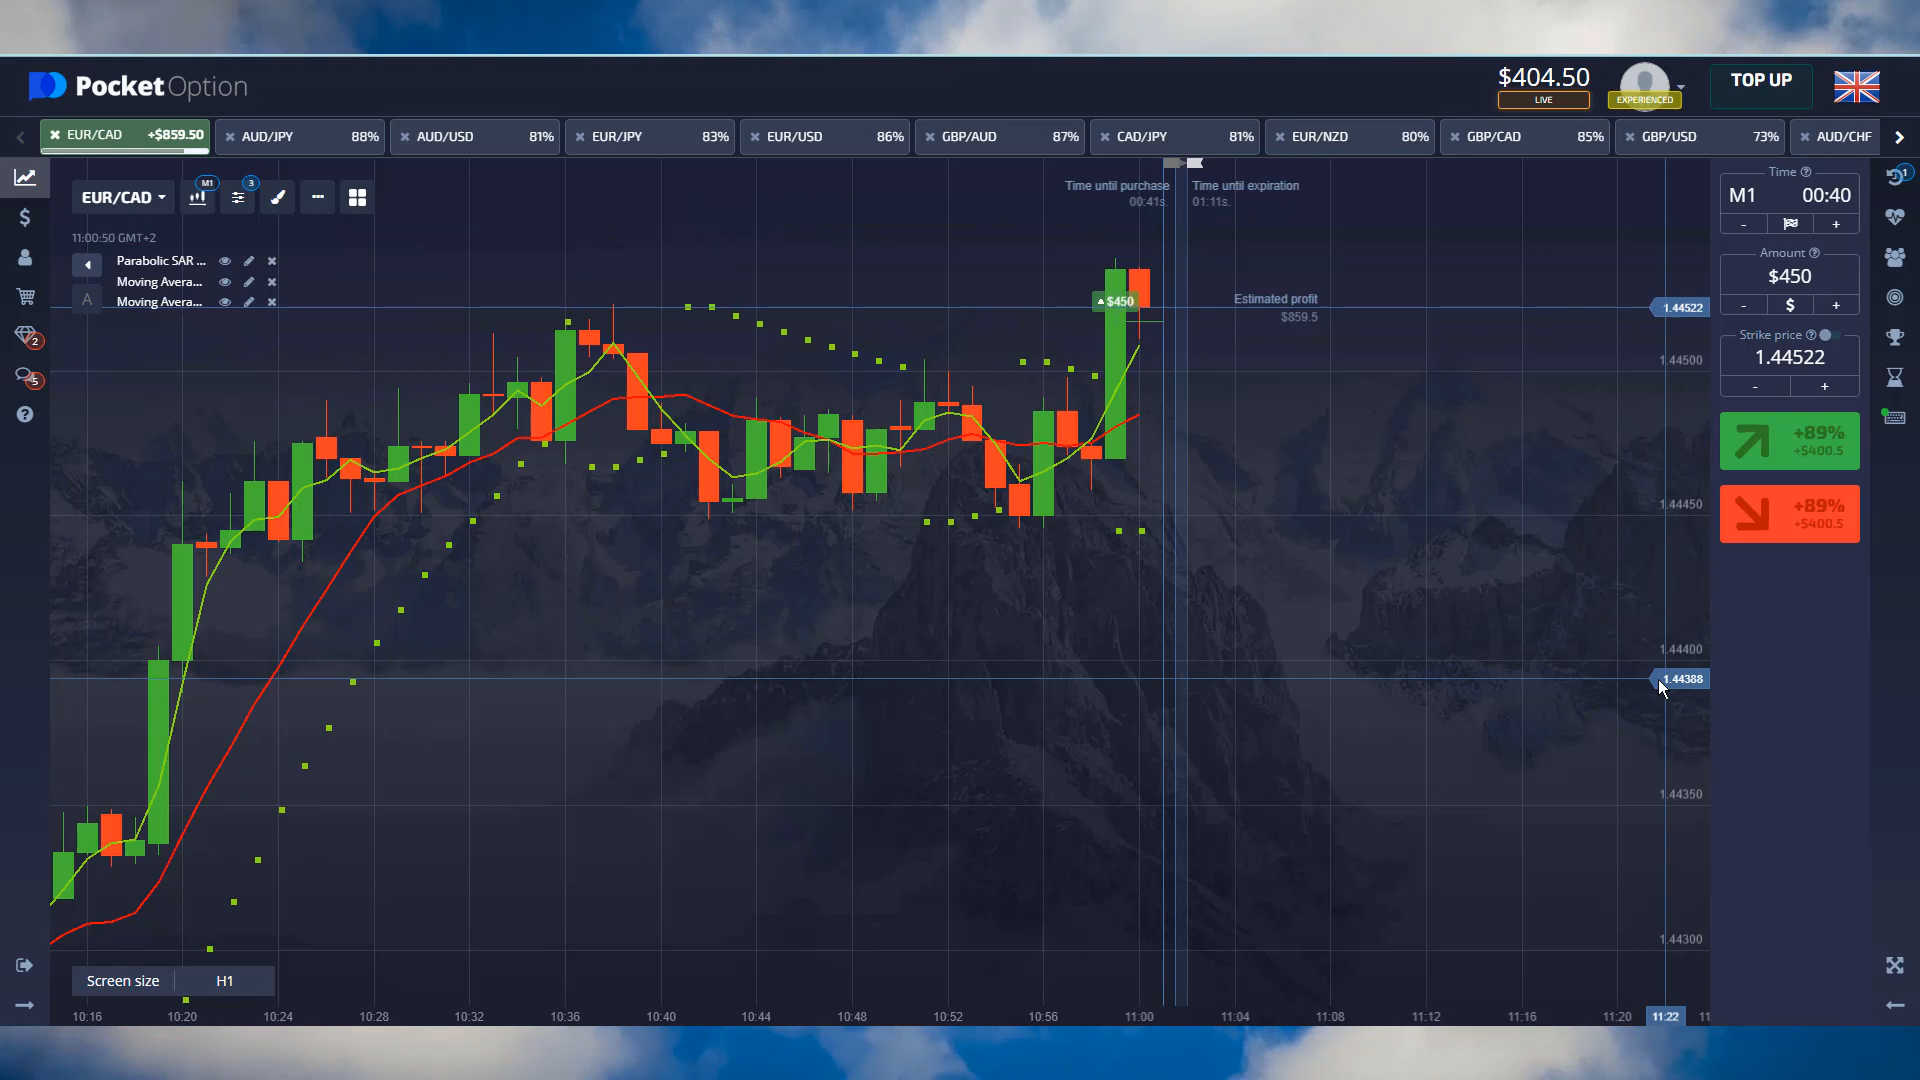 PocketOption
$404.50
LIVE
EXPERIENCED
TOP UP
EUR/CAD +$859.50
AUD/JPY 88%
AUD/USD 81%
EUR/JPY 83%
EUR/USD 86%
GBP/AUD 87%
CAD/JPY 81%
EUR/NZD 80%
GBP/CAD 85%
GBP/USD 73%
AUD/CHF
EUR/CAD
M1
3
11:00:50 GMT+2
Parabolic SAR ...
Moving Avera...
Moving Avera...
A
2
5
Time until purchase
00:41s.
Time until expiration
01:11s.
$450
Estimated profit
$859.5
1.44522
1.44500
1.44450
1.44400
1.44388
1.44350
1.44300
Time
M1 00:40
- +
Amount
$450
- $ +
Strike price
1.44522
- +
+89%
+$400.5
+89%
+$400.5
1
Screen size H1
10:16 10:20 10:24 10:28 10:32 10:36 10:40 10:44 10:48 10:52 10:56 11:00 11:04 11:08 11:12 11:16 11:20 11:22 11